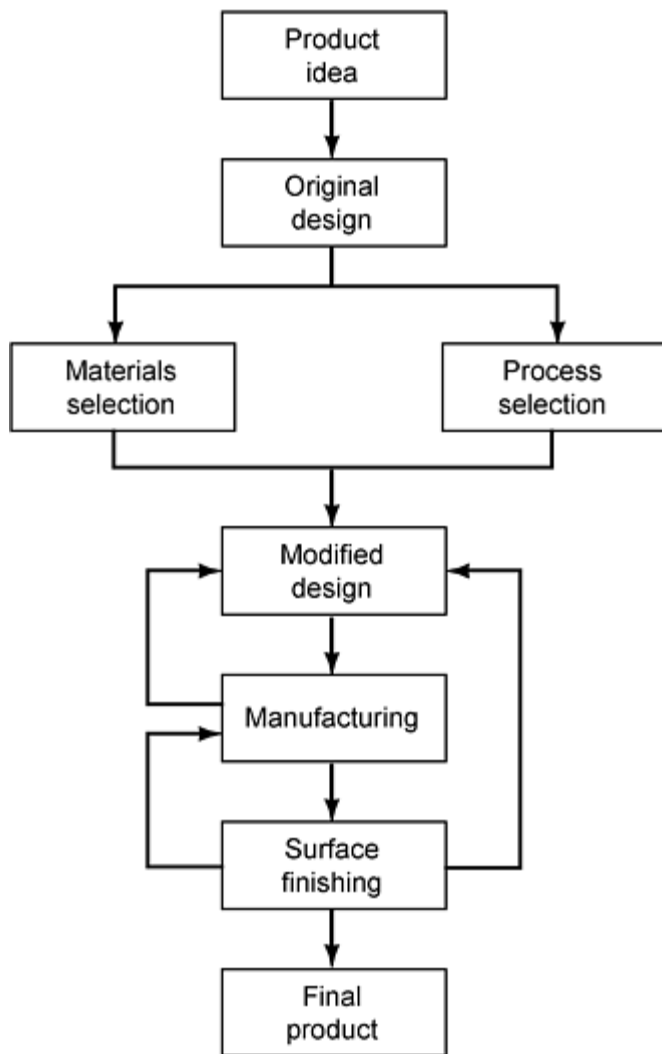 Product
idea
Original
design
Materials
selection
Process
selection
Modified
design
Manufacturing
Surface
finishing
Final
product